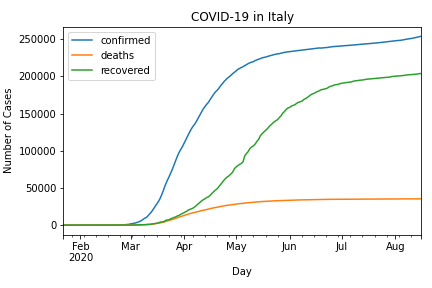 COVID-19 in Italy
confirmed
deaths
recovered
Number of Cases
250000
200000
150000
100000
50000
0
Feb Mar Apr May Jun Jul Aug
2020
Day